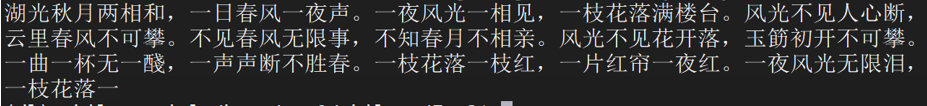 湖光秋月两相和，一日春风一夜声。一夜风光一相见，一枝花落满楼台。风光不见人心断，
云里春风不可攀。不见春风无限事，不知春月不相亲。风光不见花开落，玉筯初开不可攀。
一曲一杯无一醆，一声声断不胜春。一枝花落一枝红，一片红帘一夜红。一夜风光无限泪，
一枝花落一